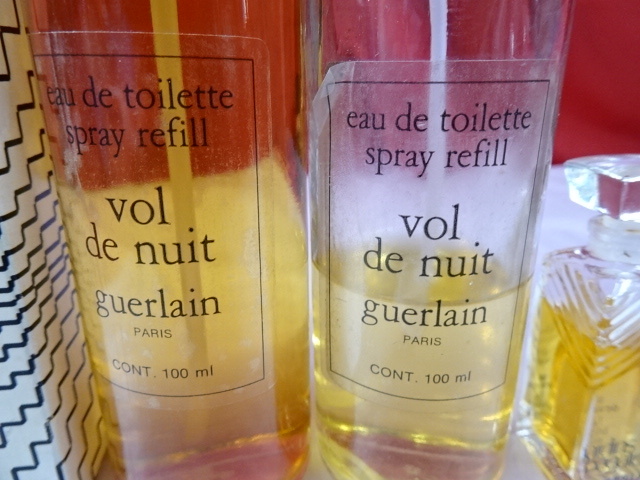 eau de toilette
spray refill
vol
de nuit
guerlain
PARIS
CONT. 100 ml
eau de toilette
spray refill
vol
de nuit
guerlain
PARIS
CONT. 100 ml